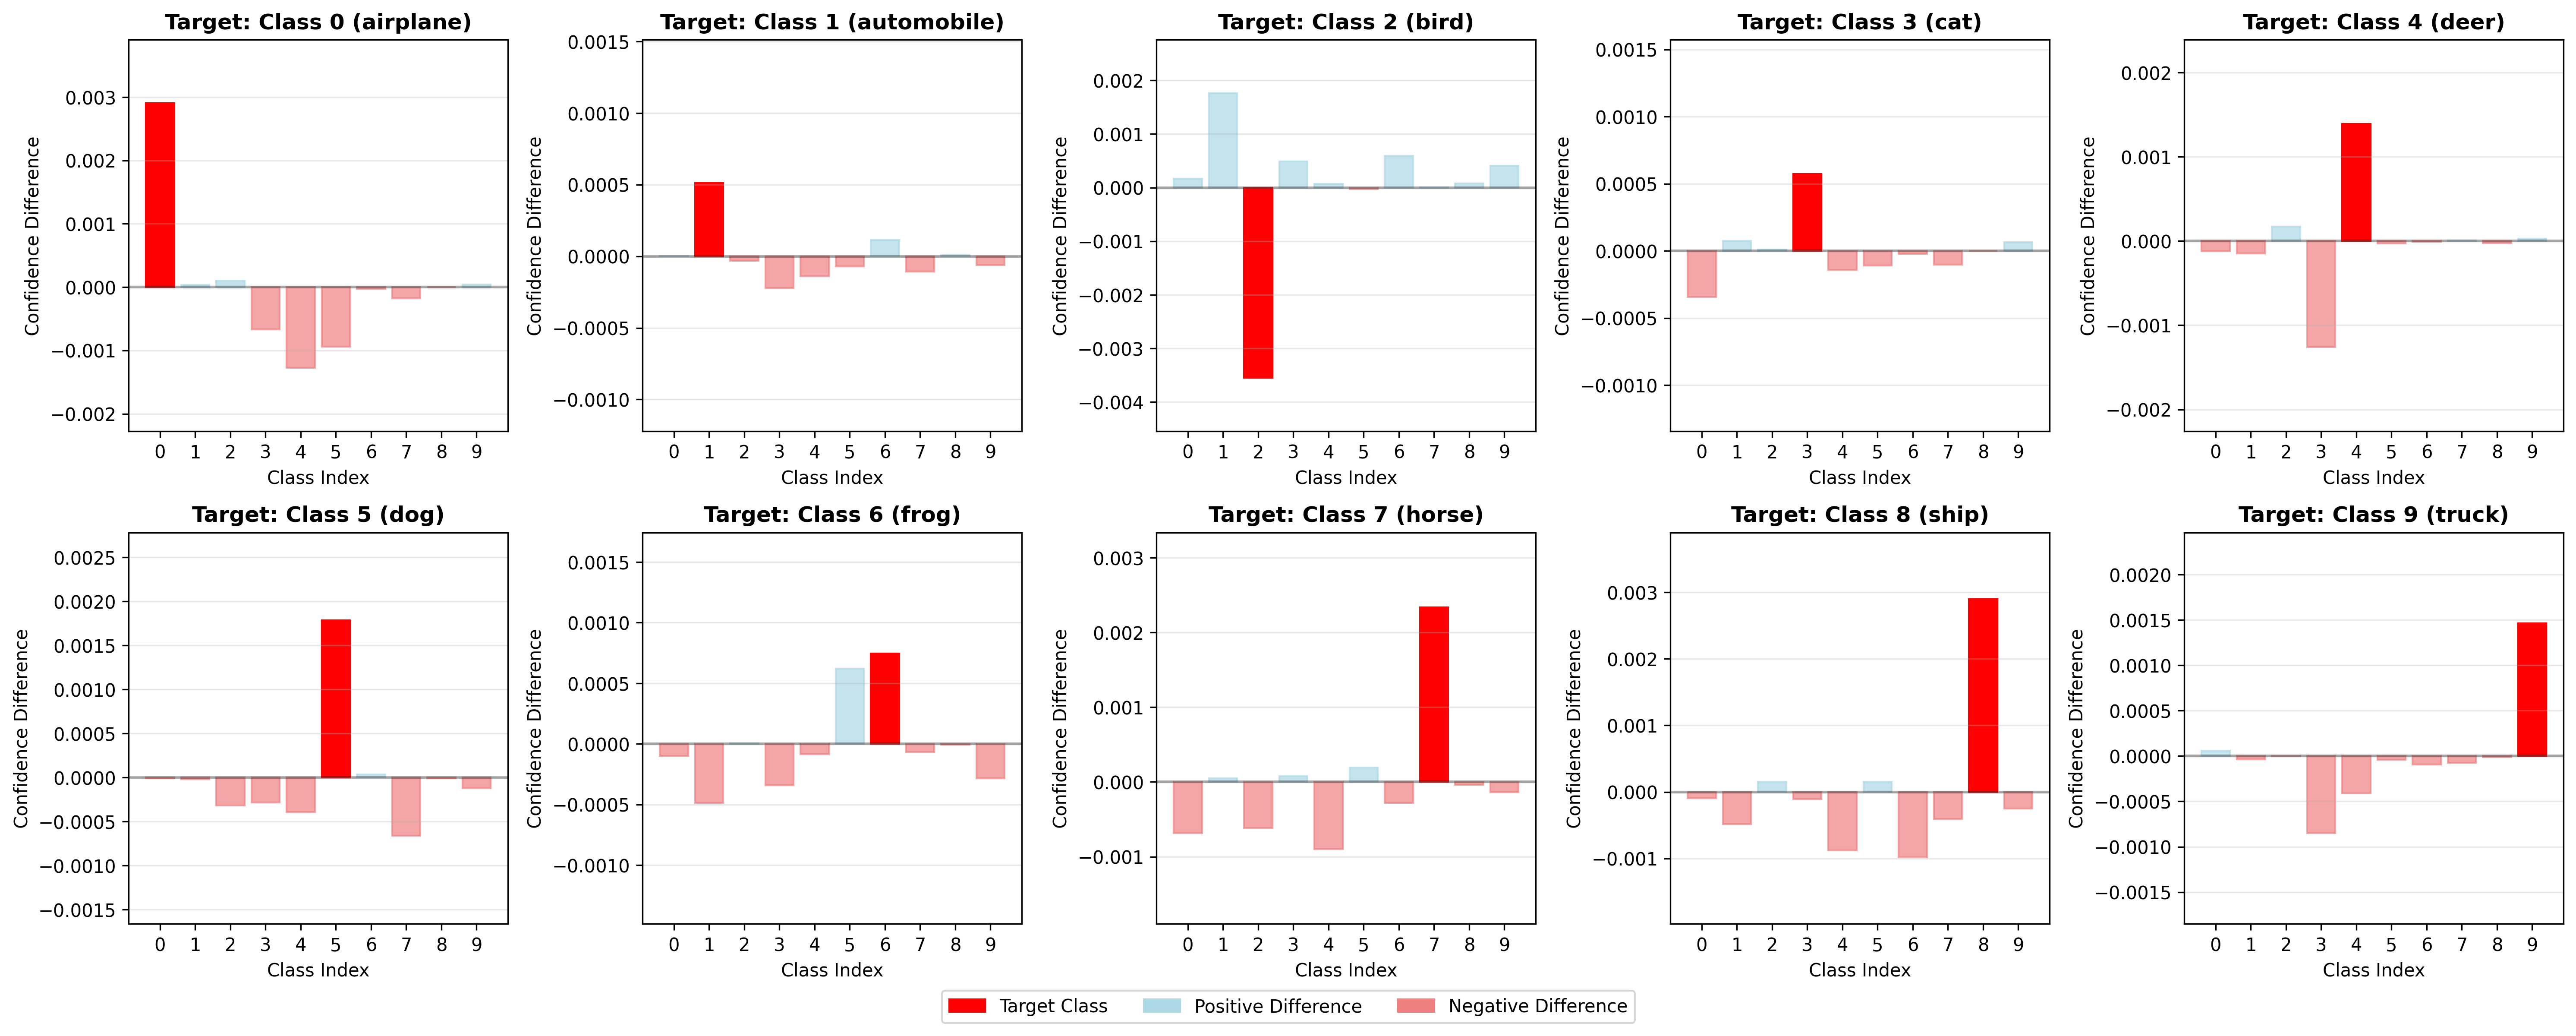 Target: Class 0 (airplane)
Confidence Difference
0.003
0.002
0.001
0.000
−0.001
−0.002
0 1 2 3 4 5 6 7 8 9
Class Index
Target: Class 1 (automobile)
Confidence Difference
0.0015
0.0010
0.0005
0.0000
−0.0005
−0.0010
0 1 2 3 4 5 6 7 8 9
Class Index
Target: Class 2 (bird)
Confidence Difference
0.002
0.001
0.000
−0.001
−0.002
−0.003
−0.004
0 1 2 3 4 5 6 7 8 9
Class Index
Target: Class 3 (cat)
Confidence Difference
0.0015
0.0010
0.0005
0.0000
−0.0005
−0.0010
0 1 2 3 4 5 6 7 8 9
Class Index
Target: Class 4 (deer)
Confidence Difference
0.002
0.001
0.000
−0.001
−0.002
0 1 2 3 4 5 6 7 8 9
Class Index
Target: Class 5 (dog)
Confidence Difference
0.0025
0.0020
0.0015
0.0010
0.0005
0.0000
−0.0005
−0.0010
−0.0015
0 1 2 3 4 5 6 7 8 9
Class Index
Target: Class 6 (frog)
Confidence Difference
0.0015
0.0010
0.0005
0.0000
−0.0005
−0.0010
0 1 2 3 4 5 6 7 8 9
Class Index
Target: Class 7 (horse)
Confidence Difference
0.003
0.002
0.001
0.000
−0.001
0 1 2 3 4 5 6 7 8 9
Class Index
Target: Class 8 (ship)
Confidence Difference
0.003
0.002
0.001
0.000
−0.001
0 1 2 3 4 5 6 7 8 9
Class Index
Target: Class 9 (truck)
Confidence Difference
0.0020
0.0015
0.0010
0.0005
0.0000
−0.0005
−0.0010
−0.0015
0 1 2 3 4 5 6 7 8 9
Class Index
Target Class
Positive Difference
Negative Difference